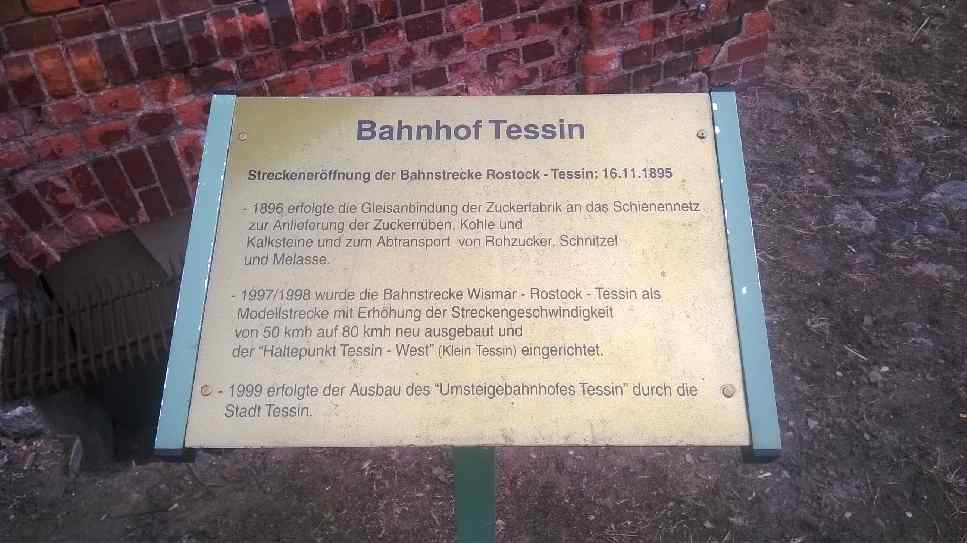 Bahnhof Tessin
Streckeneröffnung der Bahnstrecke Rostock - Tessin: 16.11.1895
- 1896 erfolgte die Gleisanbindung der Zuckerfabrik an das Schienennetz
zur Anlieferung der Zuckerrüben, Kohle und
Kalksteine und zum Abtransport von Rohzucker, Schnitzel
und Melasse.
- 1997/1998 wurde die Bahnstrecke Wismar - Rostock - Tessin als
Modellstrecke mit Erhöhung der Streckengeschwindigkeit
von 50 kmh auf 80 kmh neu ausgebaut und
der "Haltepunkt Tessin - West" (Klein Tessin) eingerichtet.
- 1999 erfolgte der Ausbau des "Umsteigebahnhofes Tessin" durch die
Stadt Tessin.